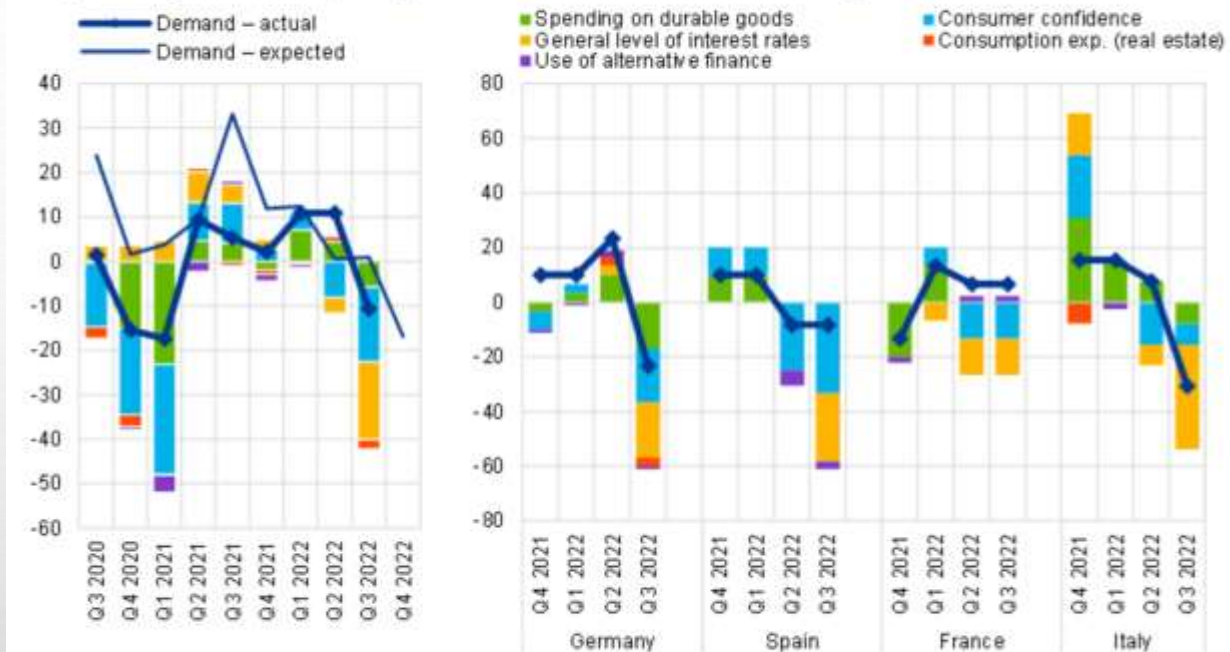 Demand – actual
Demand – expected
Spending on durable goods
Consumer confidence
General level of interest rates
Consumption exp. (real estate)
Use of alternative finance
40
30
20
10
0
-10
-20
-30
-40
-50
-60
Q3 2020
Q4 2020
Q1 2021
Q2 2021
Q3 2021
Q4 2021
Q1 2022
Q2 2022
Q3 2022
Q4 2022
80
60
40
20
0
-20
-40
-60
-80
Q4 2021
Q1 2022
Q2 2022
Q3 2022
Q4 2021
Q1 2022
Q2 2022
Q3 2022
Q4 2021
Q1 2022
Q2 2022
Q3 2022
Q4 2021
Q1 2022
Q2 2022
Q3 2022
Germany
Spain
France
Italy